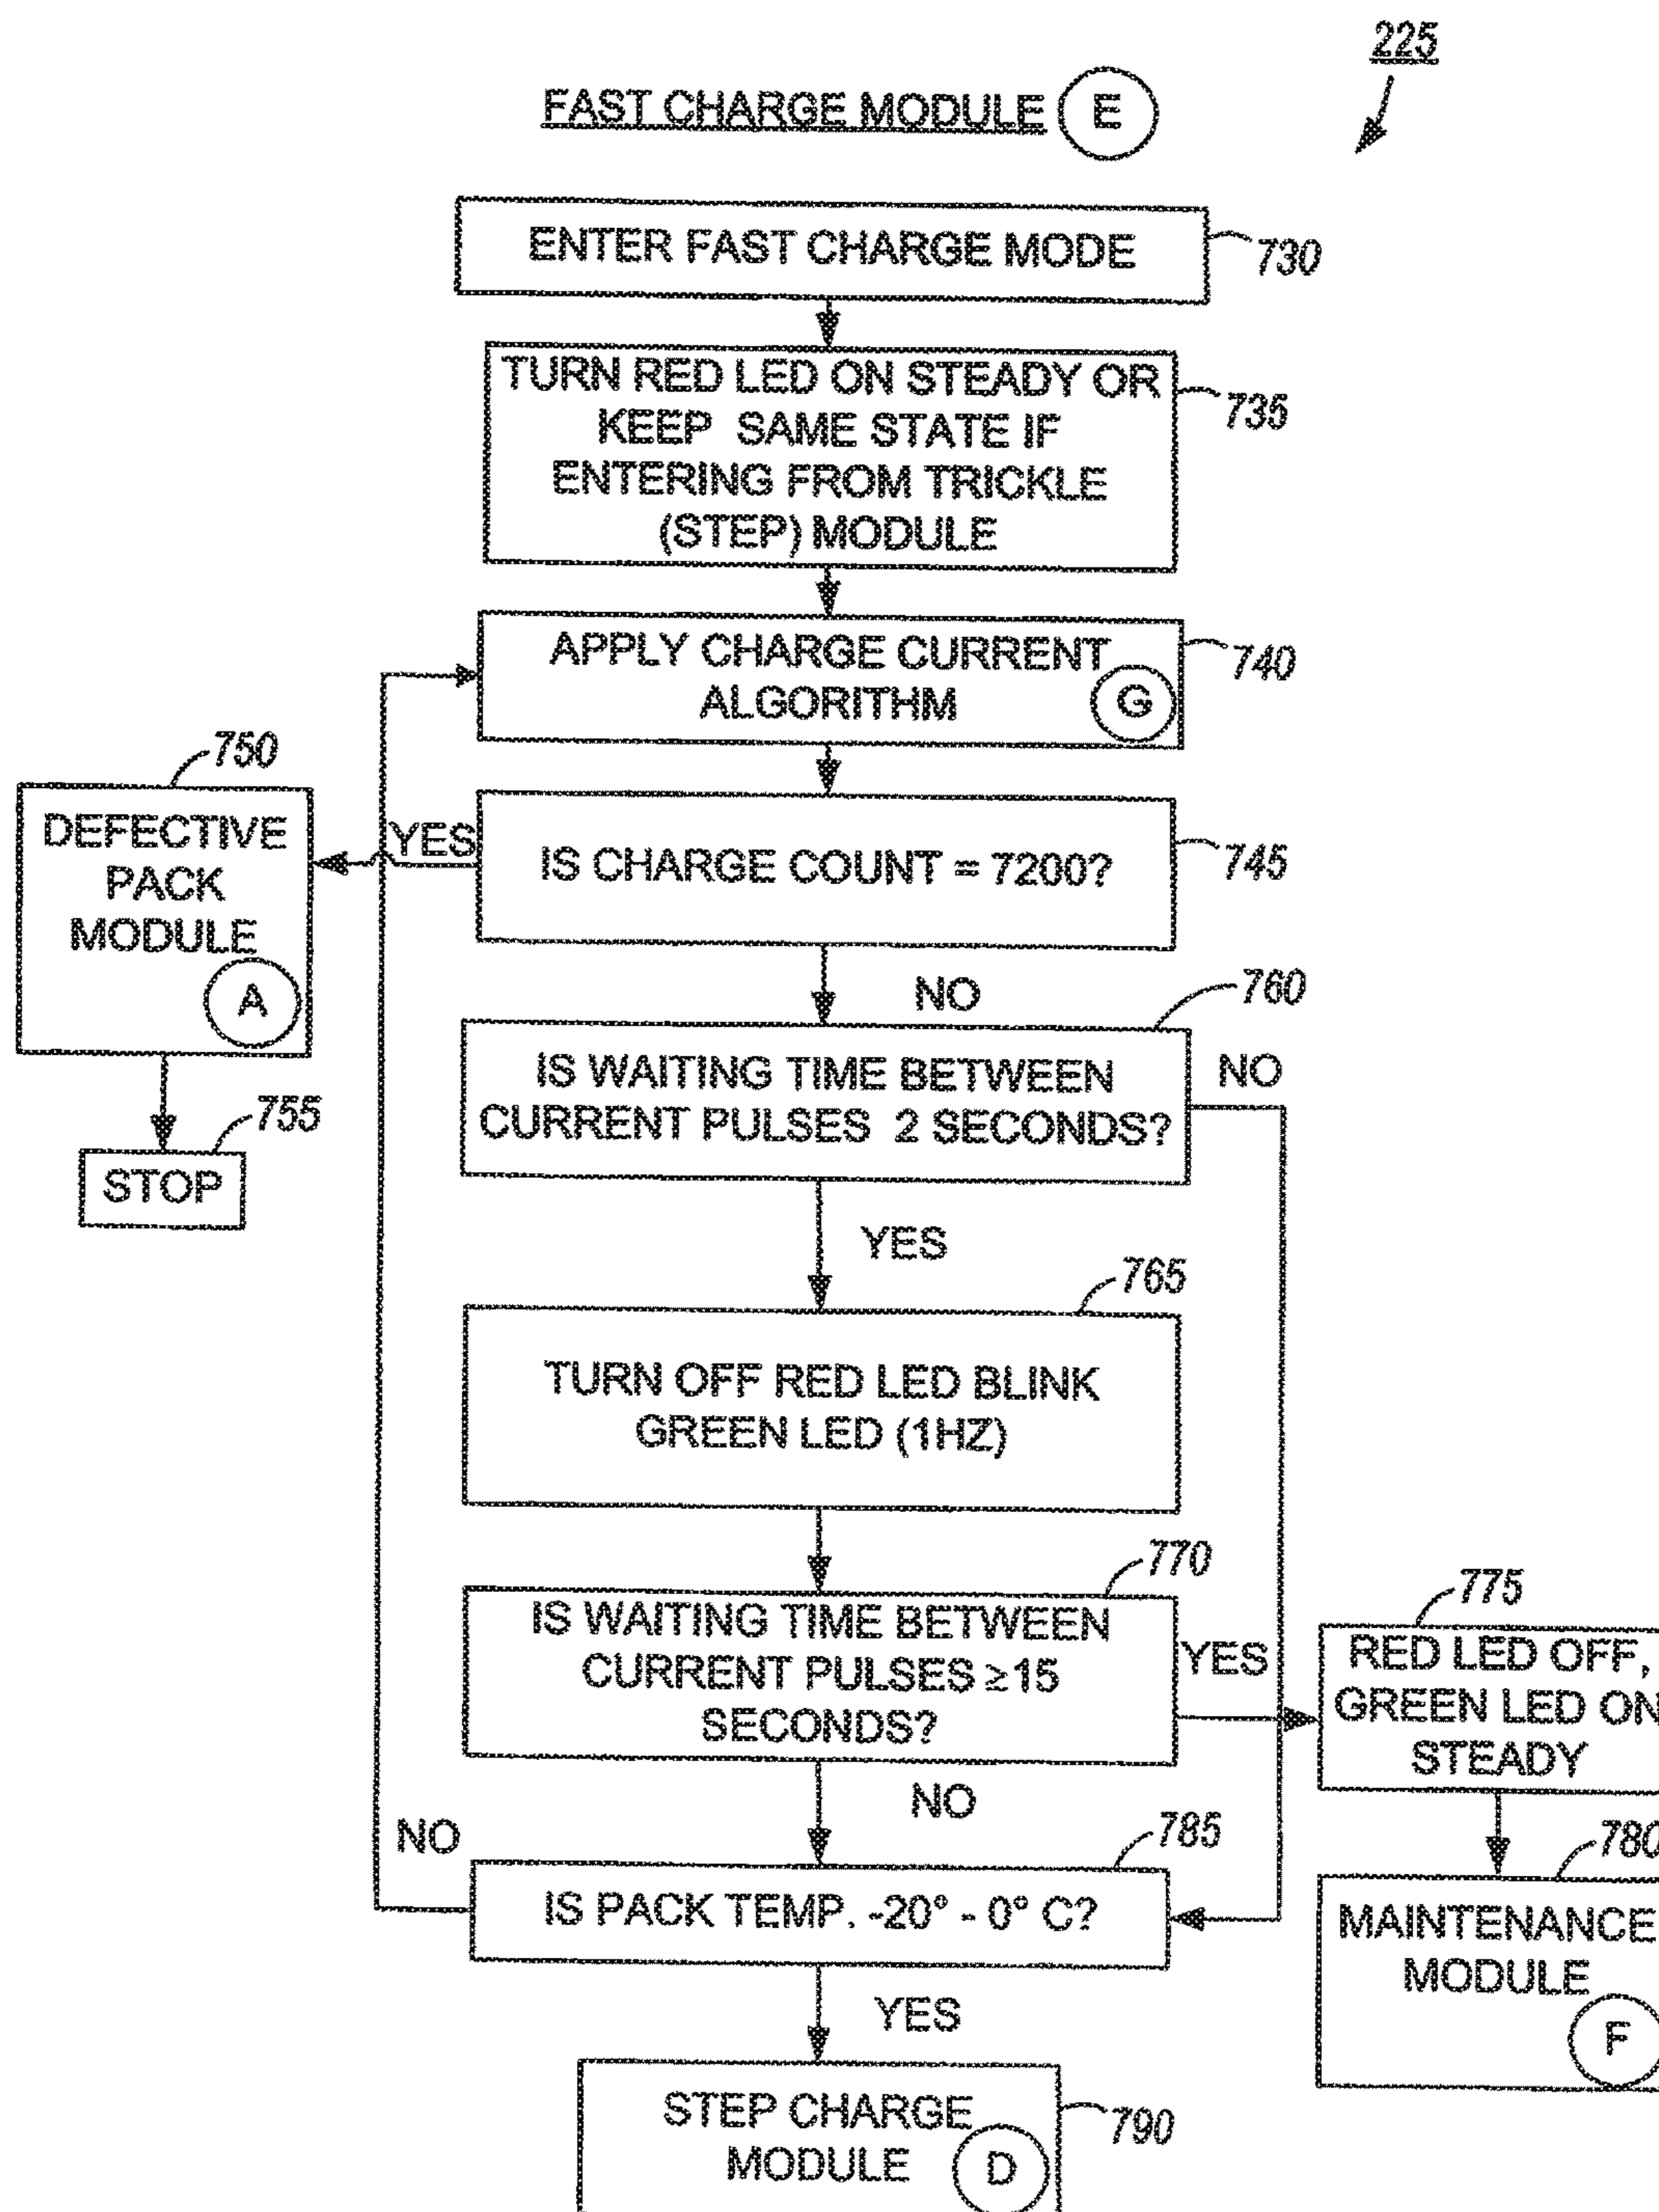 225
FAST CHARGE MODULE E
ENTER FAST CHARGE MODE
730
TURN RED LED ON STEADY OR
KEEP SAME STATE IF
ENTERING FROM TRICKLE
(STEP) MODULE
735
APPLY CHARGE CURRENT
ALGORITHM
G
740
750
DEFECTIVE
PACK
MODULE
A
YES
IS CHARGE COUNT = 7200?
745
NO
755
STOP
760
IS WAITING TIME BETWEEN
CURRENT PULSES 2 SECONDS?
NO
YES
765
TURN OFF RED LED BLINK
GREEN LED (1HZ)
770
IS WAITING TIME BETWEEN
CURRENT PULSES ≥15
SECONDS?
YES
775
RED LED OFF,
GREEN LED ON
STEADY
NO
NO
785
IS PACK TEMP. -20° - 0° C?
780
MAINTENANCE
MODULE
F
YES
STEP CHARGE
MODULE
D
790